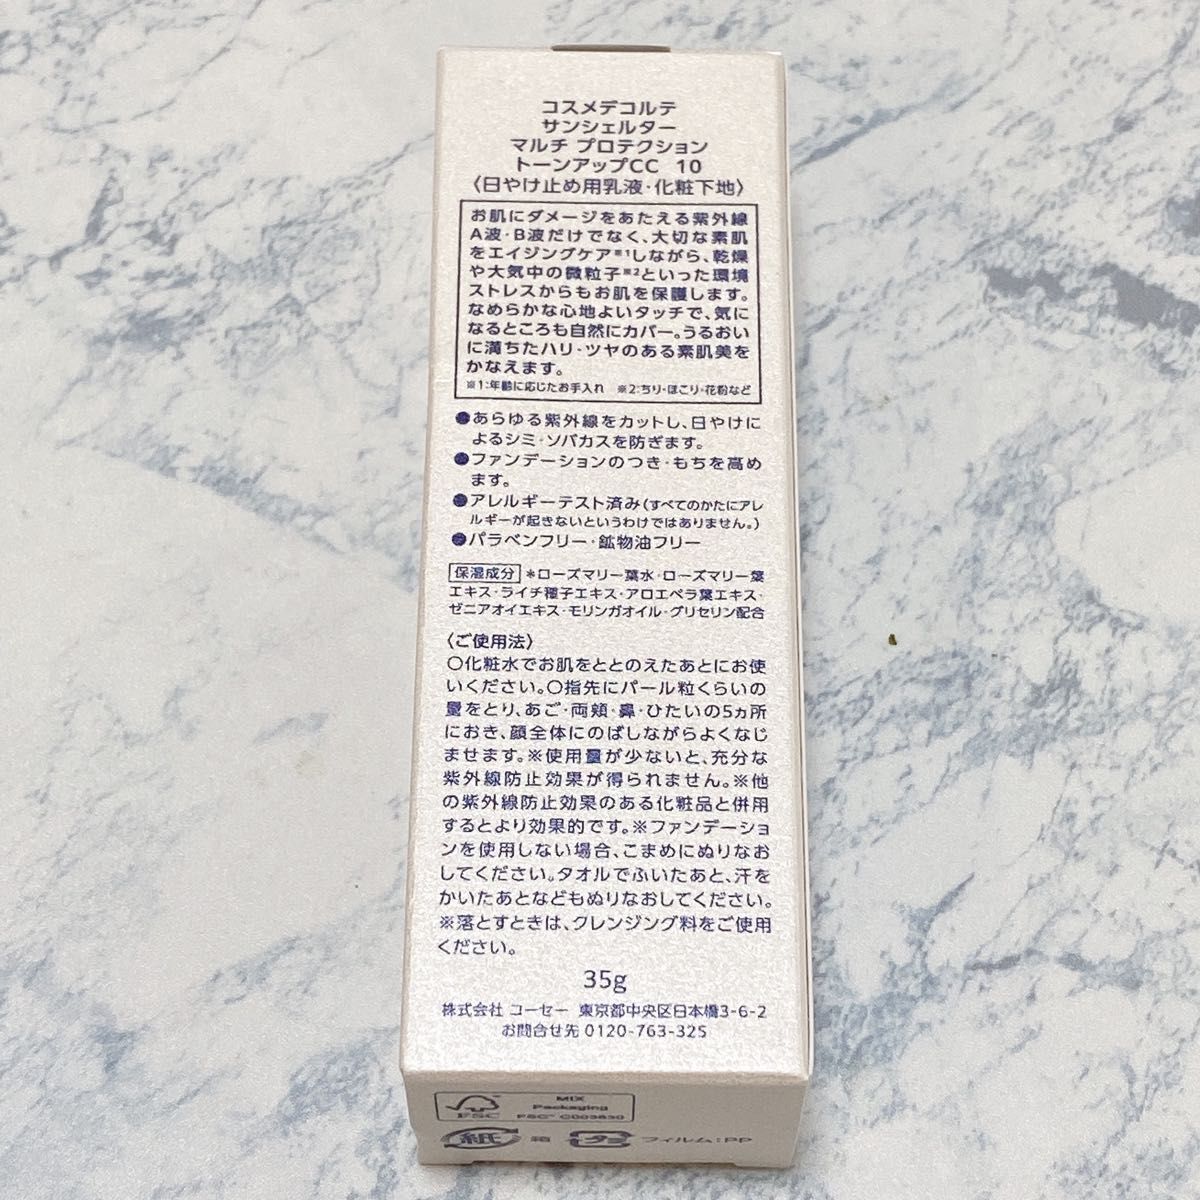 コスメデコルテ
サンシェルター
マルチ プロテクション
トーンアップCC 10
〈日やけ止め用乳液・化粧下地〉
お肌にダメージをあたえる紫外線
A波・B波だけでなく、大切な素肌
をエイジングケア※1しながら、乾燥
や大気中の微粒子※2といった環境
ストレスからもお肌を保護します。
なめらかな心地よいタッチで、気に
なるところも自然にカバー。うるおい
に満ちたハリ・ツヤのある素肌美を
かなえます。
※1:年齢に応じたお手入れ ※2:ちり・ほこり・花粉など
●あらゆる紫外線をカットし、日やけに
よるシミ・ソバカスを防ぎます。
●ファンデーションのつき・もちを高め
ます。
●アレルギーテスト済み(すべてのかたにアレ
ルギーが起きないというわけではありません。)
●パラベンフリー・鉱物油フリー
保湿成分 *ローズマリー葉水・ローズマリー葉
エキス・ライチ種子エキス・アロエベラ葉エキス・
ゼニアオイエキス・モリンガオイル・グリセリン配合
〈ご使用法〉
○化粧水でお肌をととのえたあとにお使
いください。○指先にパール粒くらいの
量をとり、あご・両頬・鼻・ひたいの5ヵ所
におき、顔全体にのばしながらよくなじ
ませます。※使用量が少ないと、充分な
紫外線防止効果が得られません。※他
の紫外線防止効果のある化粧品と併用
するとより効果的です。※ファンデーショ
ンを使用しない場合、こまめにぬりなお
してください。タオルでふいたあと、汗を
かいたあとなどもぬりなおしてください。
※落とすときは、クレンジング料をご使用
ください。
35g
株式会社 コーセー 東京都中央区日本橋3-6-2
お問合せ先 0120-763-325
MIX
Packaging
FSC
FSC™ C003630
紙 箱 プラ フィルム:PP